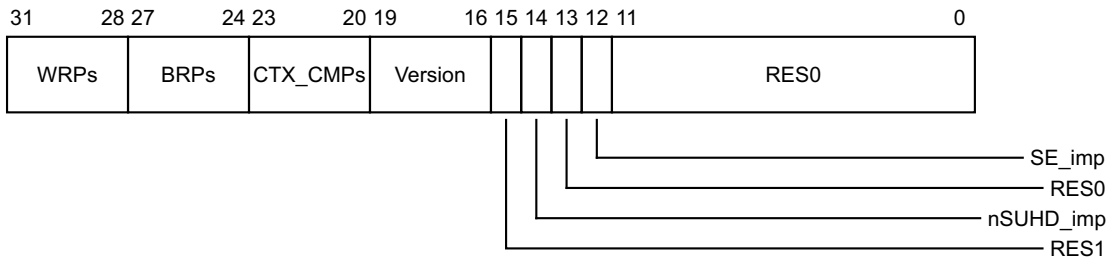 31 28 27 24 23 20 19 16 15 14 13 12 11 0
WRPs BRPs CTX_CMPs Version RES0
SE_imp
RES0
nSUHD_imp
RES1